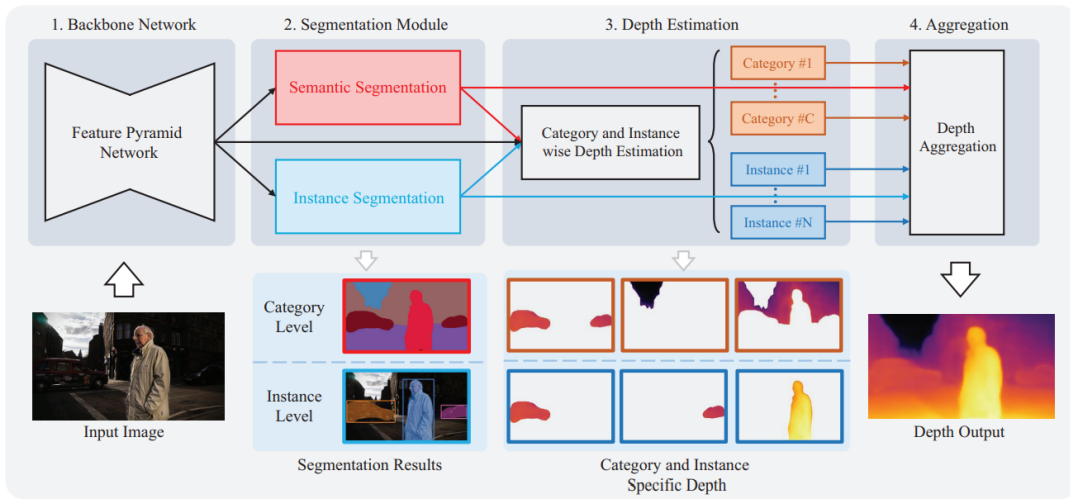 1. Backbone Network
2. Segmentation Module
3. Depth Estimation
4. Aggregation
Feature Pyramid
Network
Semantic Segmentation
Instance Segmentation
Category and Instance
wise Depth Estimation
Category #1
Category #C
Instance #1
Instance #N
Depth
Aggregation
Input Image
Category
Level
Instance
Level
Segmentation Results
Category and Instance
Specific Depth
Depth Output